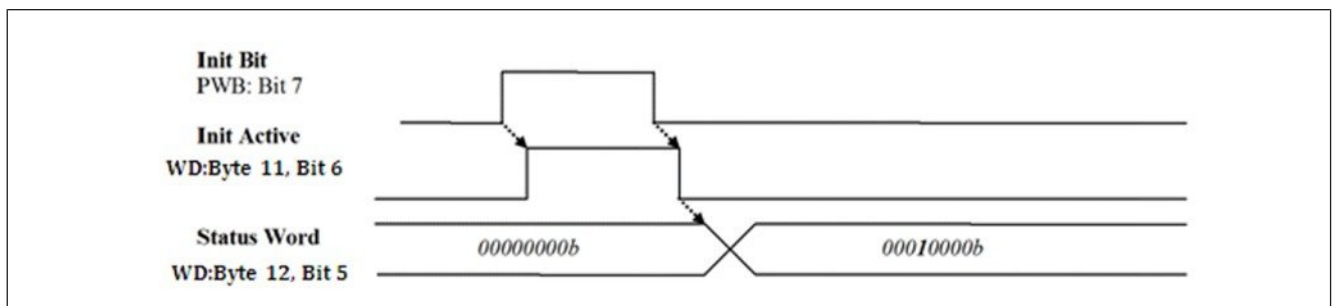 Init Bit
PWB: Bit 7
Init Active
WD:Byte 11, Bit 6
Status Word
00000000b
00010000b
WD:Byte 12, Bit 5